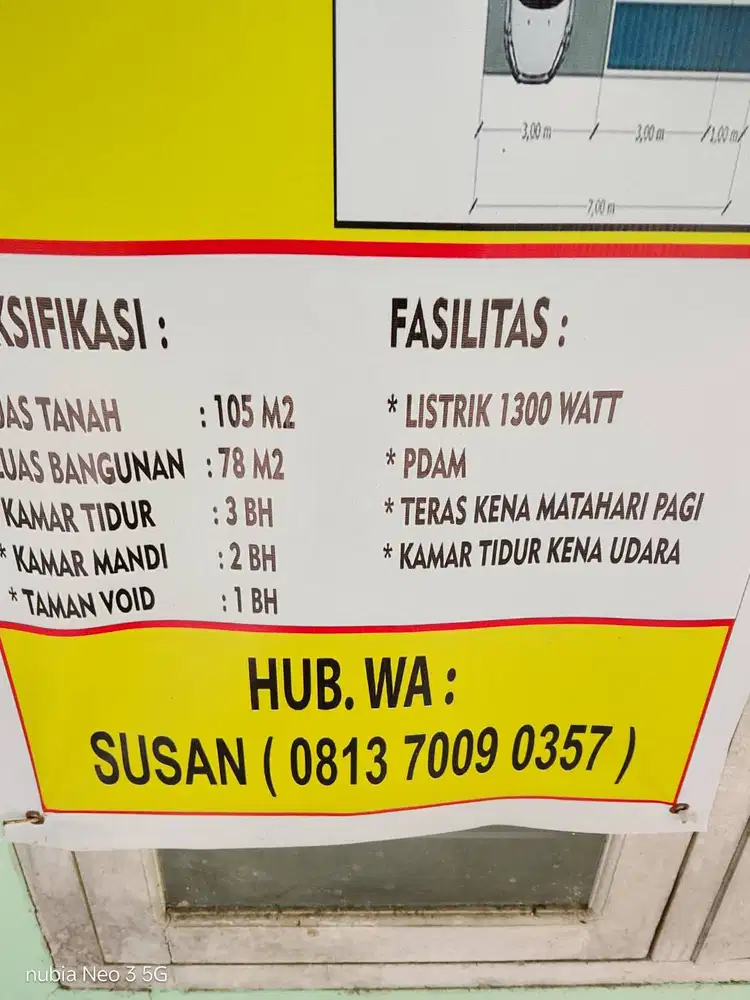 3,00 m 3,00 m 1,00 m
7,00 m
KSIFIKASI : FASILITAS :
UAS TANAH : 105 M2 * LISTRIK 1300 WATT
LUAS BANGUNAN : 78 M2 * PDAM
KAMAR TIDUR : 3 BH * TERAS KENA MATAHARI PAGI
* KAMAR MANDI : 2 BH * KAMAR TIDUR KENA UDARA
* TAMAN VOID : 1 BH
HUB. WA :
SUSAN ( 0813 7009 0357 )
nubia Neo 3 5G